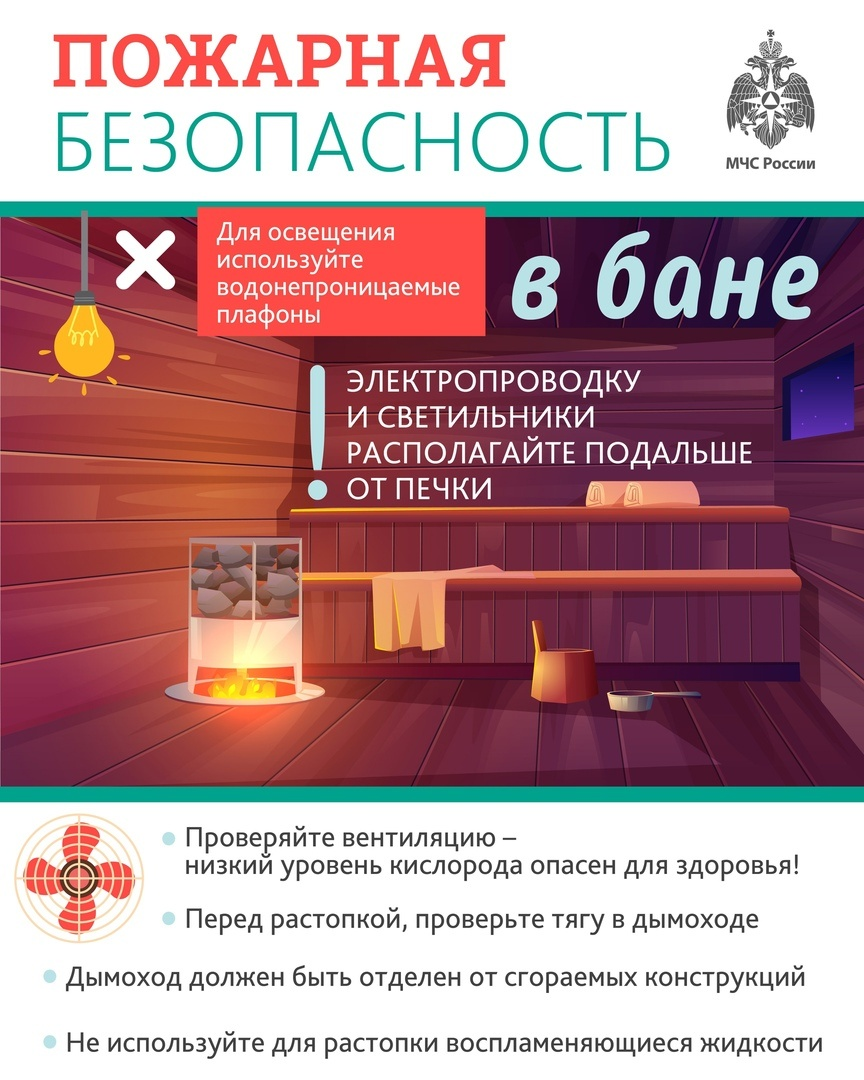 ПОЖАРНАЯ
БЕЗОПАСНОСТЬ
МЧС России
Для освещения
используйте
водонепроницаемые
плафоны
в бане
ЭЛЕКТРОПРОВОДКУ
И СВЕТИЛЬНИКИ
РАСПОЛАГАЙТЕ ПОДАЛЬШЕ
ОТ ПЕЧКИ
Проверяйте вентиляцию –
низкий уровень кислорода опасен для здоровья!
Перед растопкой, проверьте тягу в дымоходе
Дымоход должен быть отделен от сгораемых конструкций
Не используйте для растопки воспламеняющиеся жидкости